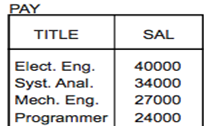 PAY
TITLE SAL
Elect. Eng. 40000
Syst. Anal. 34000
Mech. Eng. 27000
Programmer 24000